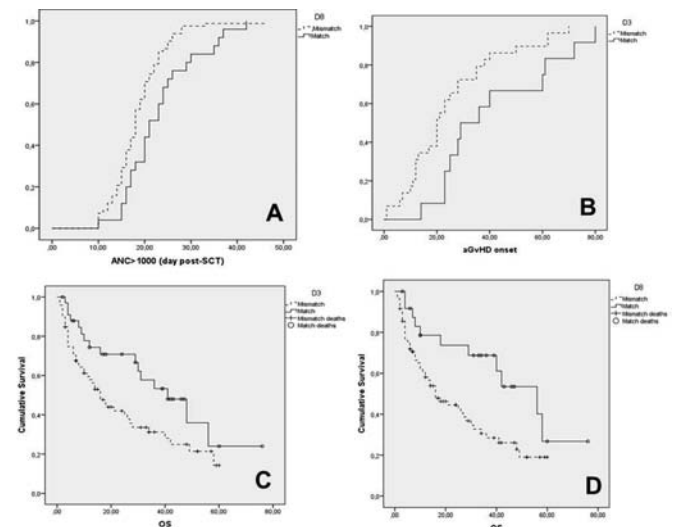 D8
Mismatch
Match
1,0
0,8
0,6
0,4
0,2
0,0
,00 10,00 20,00 30,00 40,00 50,00
ANC>1000 (day post-SCT)
A
D3
Mismatch
Match
1,0
0,8
0,6
0,4
0,2
0,0
,00 20,00 40,00 60,00 80,00
aGvHD onset
B
D3
Mismatch
Match
Mismatch deaths
Match deaths
Cumulative Survival
1,0
0,8
0,6
0,4
0,2
0,0
,00 20,00 40,00 60,00 80,00
OS
C
D8
Mismatch
Match
Mismatch deaths
Match deaths
Cumulative Survival
1,0
0,8
0,6
0,4
0,2
0,0
,00 20,00 40,00 60,00 80,00
OS
D